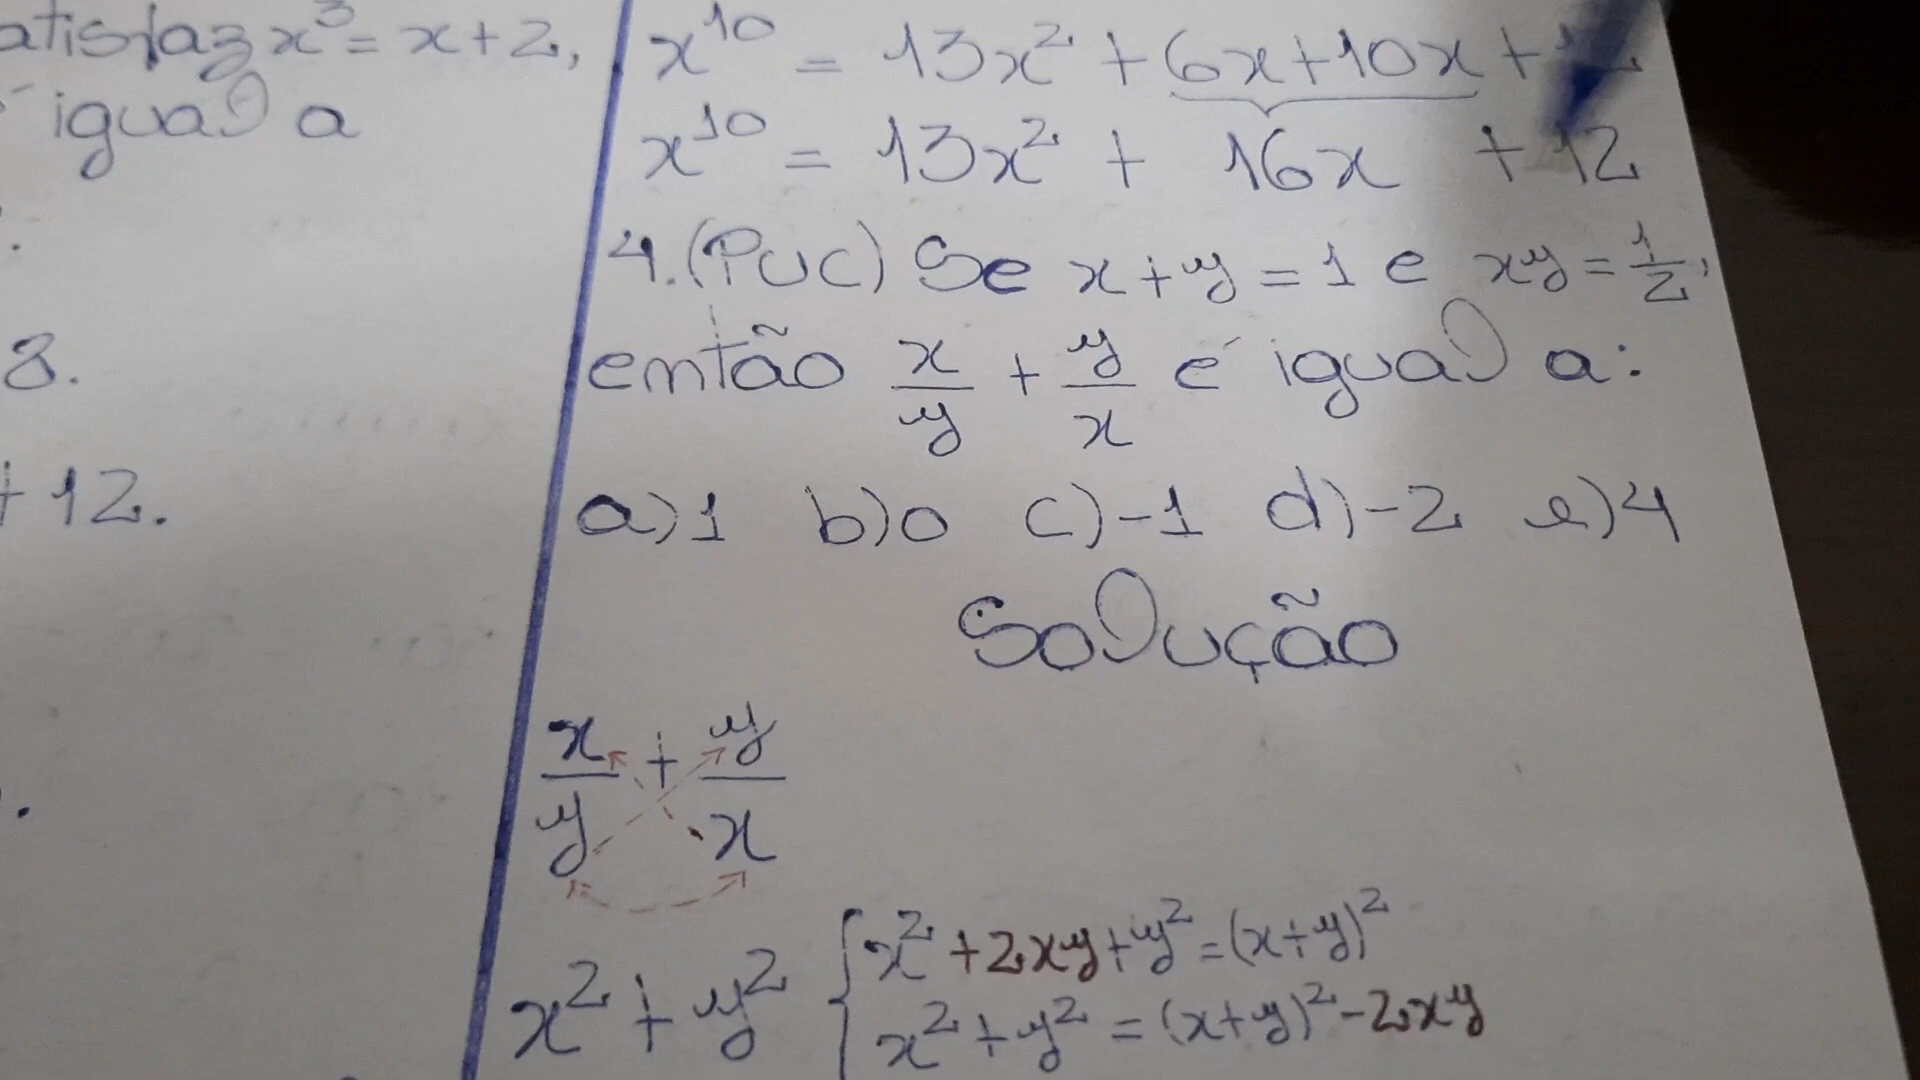 atisfaz x³ = x + 2,
é igual a
8.
+ 12.
x¹⁰ = 13x² + 6x + 10x +
x¹⁰ = 13x² + 16x + 12
4. (PUC) Se x + y = 1 e xy = 1/2,
então x/y + y/x é igual a:
a) 1 b) 0 c) -1 d) -2 e) 4
Solução
x/y + y/x
x² + y² { x² + 2xy + y² = (x+y)²
x² + y² = (x+y)² - 2xy